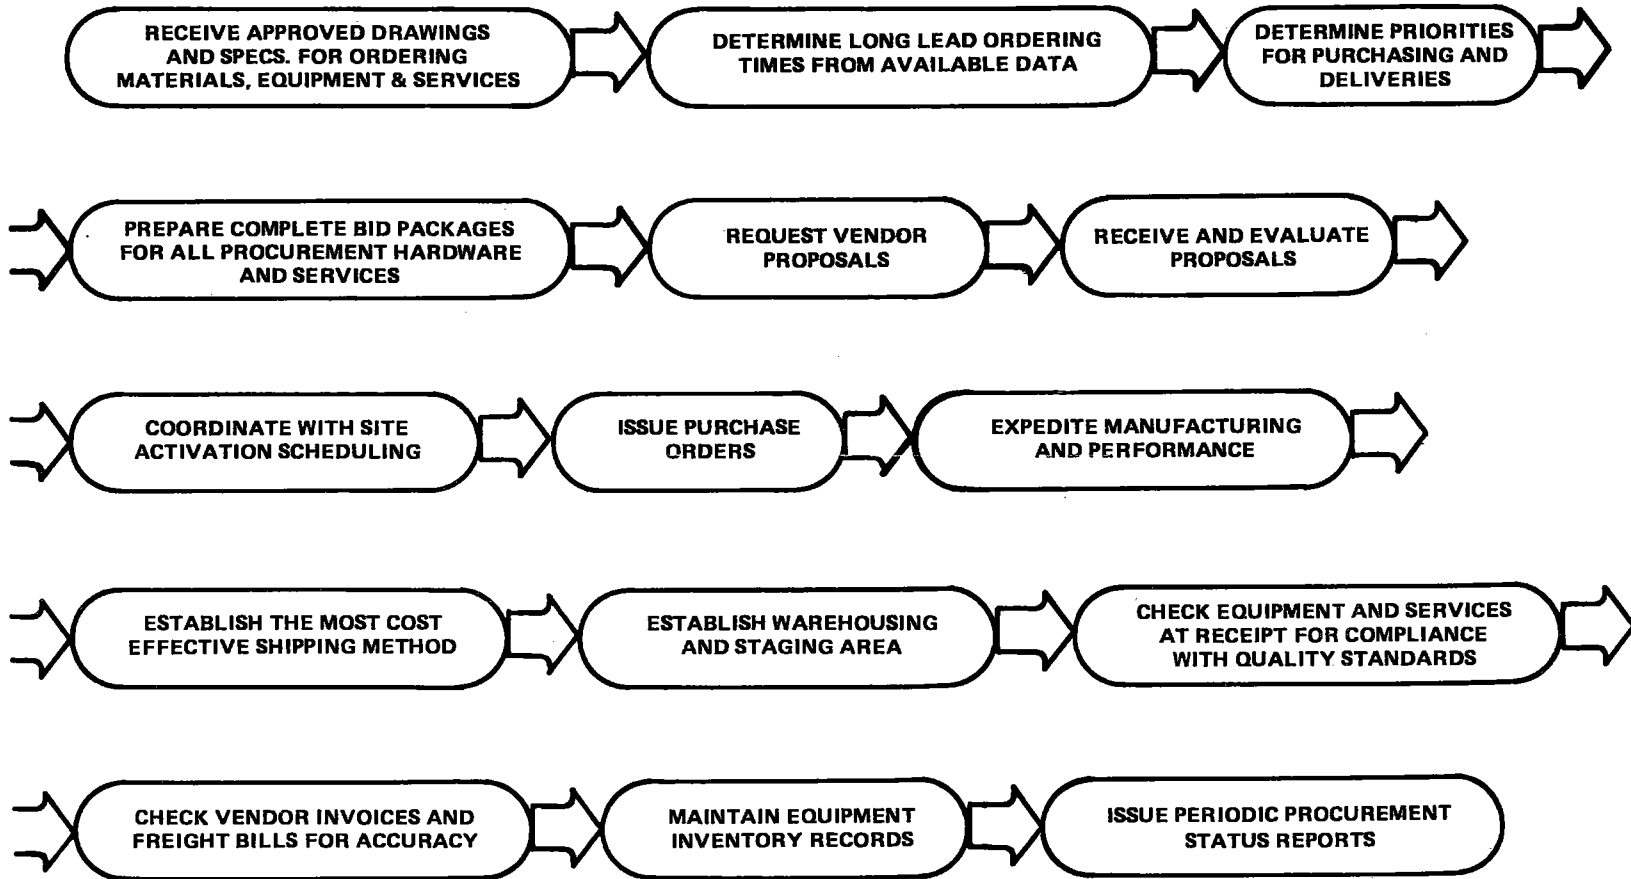 RECEIVE APPROVED DRAWINGS
AND SPECS. FOR ORDERING
MATERIALS, EQUIPMENT & SERVICES
DETERMINE LONG LEAD ORDERING
TIMES FROM AVAILABLE DATA
DETERMINE PRIORITIES
FOR PURCHASING AND
DELIVERIES
PREPARE COMPLETE BID PACKAGES
FOR ALL PROCUREMENT HARDWARE
AND SERVICES
REQUEST VENDOR
PROPOSALS
RECEIVE AND EVALUATE
PROPOSALS
COORDINATE WITH SITE
ACTIVATION SCHEDULING
ISSUE PURCHASE
ORDERS
EXPEDITE MANUFACTURING
AND PERFORMANCE
ESTABLISH THE MOST COST
EFFECTIVE SHIPPING METHOD
ESTABLISH WAREHOUSING
AND STAGING AREA
CHECK EQUIPMENT AND SERVICES
AT RECEIPT FOR COMPLIANCE
WITH QUALITY STANDARDS
CHECK VENDOR INVOICES AND
FREIGHT BILLS FOR ACCURACY
MAINTAIN EQUIPMENT
INVENTORY RECORDS
ISSUE PERIODIC PROCUREMENT
STATUS REPORTS